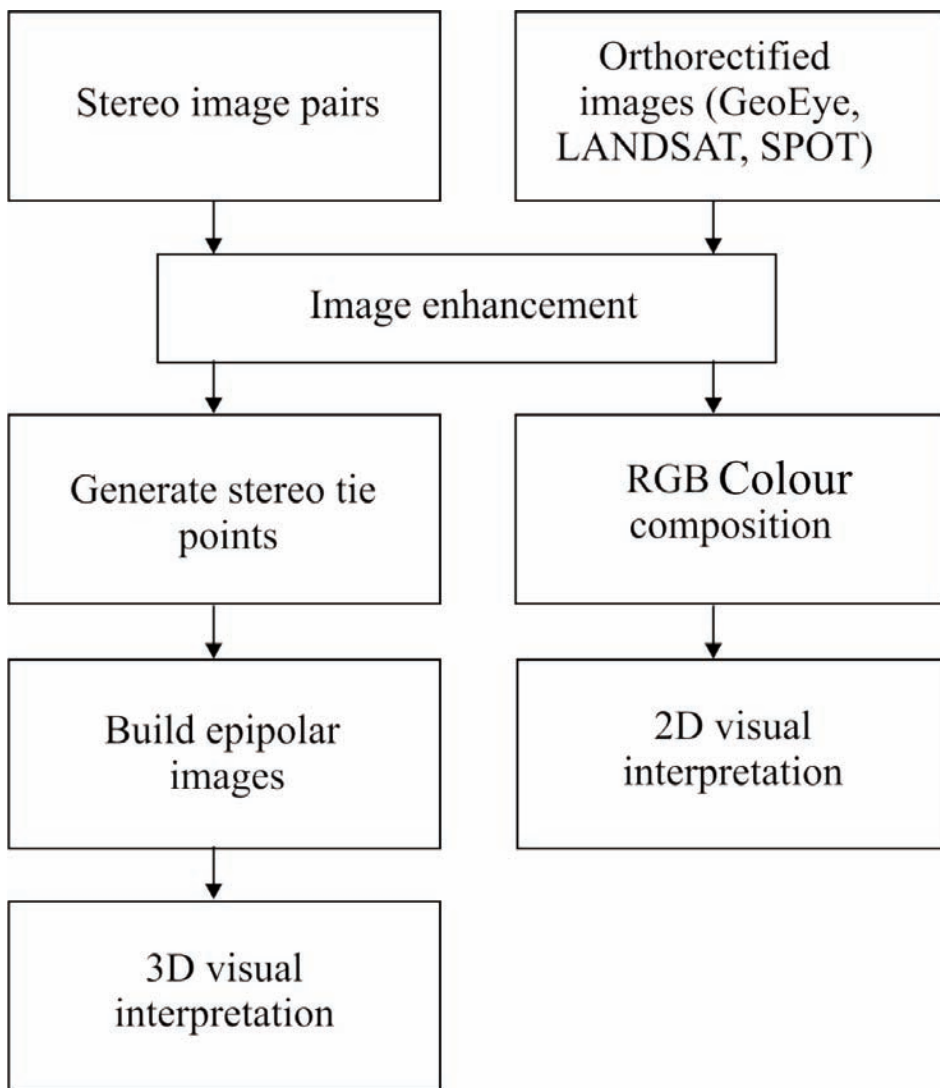 Stereo image pairs
Orthorectified
images (GeoEye,
LANDSAT, SPOT)
Image enhancement
Generate stereo tie
points
RGB Colour
composition
Build epipolar
images
2D visual
interpretation
3D visual
interpretation